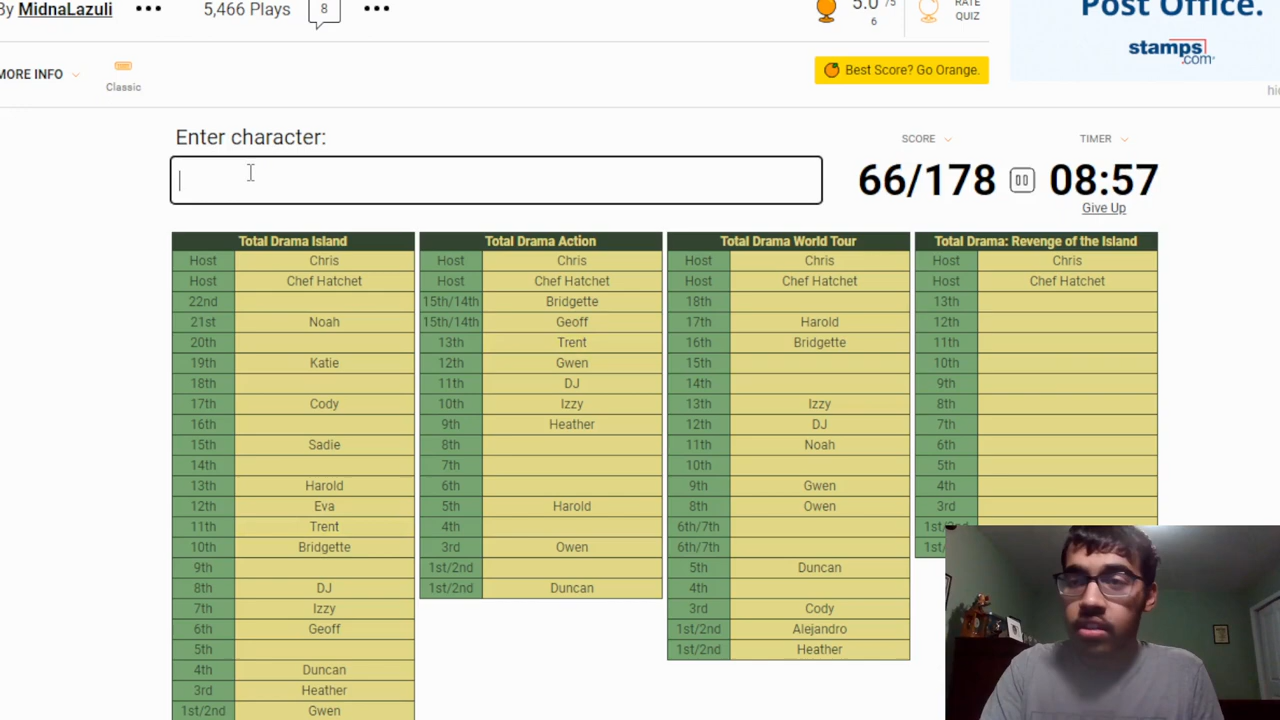 By MidnaLazuli ••• 5,466 Plays 8 ••• 5.0 /5 6 RATE QUIZ
Post Office.
stamps.com
MORE INFO Classic
Best Score? Go Orange.
Enter character:
SCORE TIMER
66/178 08:57
Give Up
Total Drama Island
Host Chris
Host Chef Hatchet
22nd
21st Noah
20th
19th Katie
18th
17th Cody
16th
15th Sadie
14th
13th Harold
12th Eva
11th Trent
10th Bridgette
9th
8th DJ
7th Izzy
6th Geoff
5th
4th Duncan
3rd Heather
1st/2nd Gwen
Total Drama Action
Host Chris
Host Chef Hatchet
15th/14th Bridgette
15th/14th Geoff
13th Trent
12th Gwen
11th DJ
10th Izzy
9th Heather
8th
7th
6th
5th Harold
4th
3rd Owen
1st/2nd
1st/2nd Duncan
Total Drama World Tour
Host Chris
Host Chef Hatchet
18th
17th Harold
16th Bridgette
15th
14th
13th Izzy
12th DJ
11th Noah
10th
9th Gwen
8th Owen
6th/7th
6th/7th
5th Duncan
4th
3rd Cody
1st/2nd Alejandro
1st/2nd Heather
Total Drama: Revenge of the Island
Host Chris
Host Chef Hatchet
13th
12th
11th
10th
9th
8th
7th
6th
5th
4th
3rd